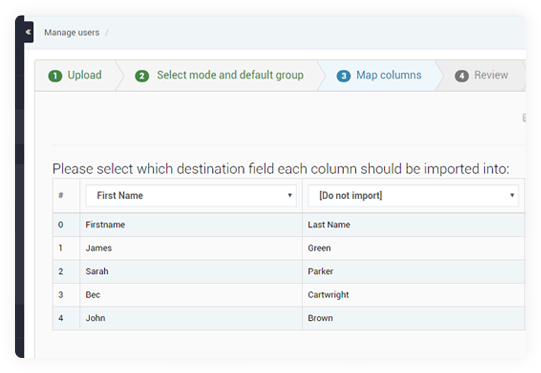 «
Manage users /
1 Upload 2 Select mode and default group 3 Map columns 4 Review
Please select which destination field each column should be imported into:
# First Name [Do not import]
0 Firstname Last Name
1 James Green
2 Sarah Parker
3 Bec Cartwright
4 John Brown